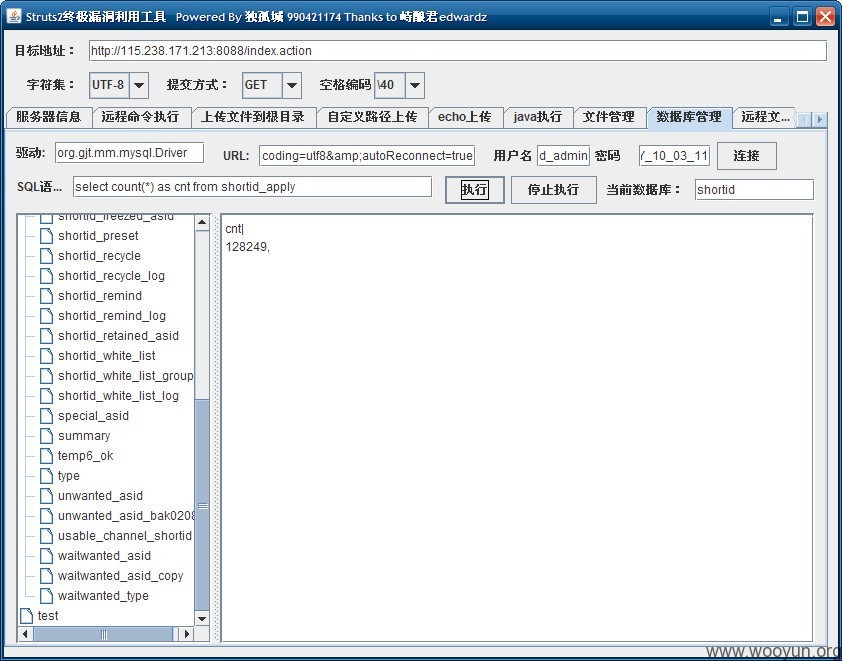 Struts2终极漏洞利用工具 Powered By 独孤城 990421174 Thanks to 峙酿君edwardz
目标地址： http://115.238.171.213:8088/index.action
字符集： UTF-8 提交方式： GET 空格编码 \40
服务器信息 远程命令执行 上传文件到根目录 自定义路径上传 echo上传 java执行 文件管理 数据库管理 远程文...
驱动: org.gjt.mm.mysql.Driver URL: coding=utf8&amp;autoReconnect=true 用户名 d_admin 密码 /_10_03_11 连接
SQL语... select count(*) as cnt from shortid_apply 执行 停止执行 当前数据库： shortid
shortid_freezed_asid
shortid_preset
shortid_recycle
shortid_recycle_log
shortid_remind
shortid_remind_log
shortid_retained_asid
shortid_white_list
shortid_white_list_group
shortid_white_list_log
special_asid
summary
temp6_ok
type
unwanted_asid
unwanted_asid_bak0208
usable_channel_shortid
waitwanted_asid
waitwanted_asid_copy
waitwanted_type
test
cnt|
128249,
www.wooyun.org